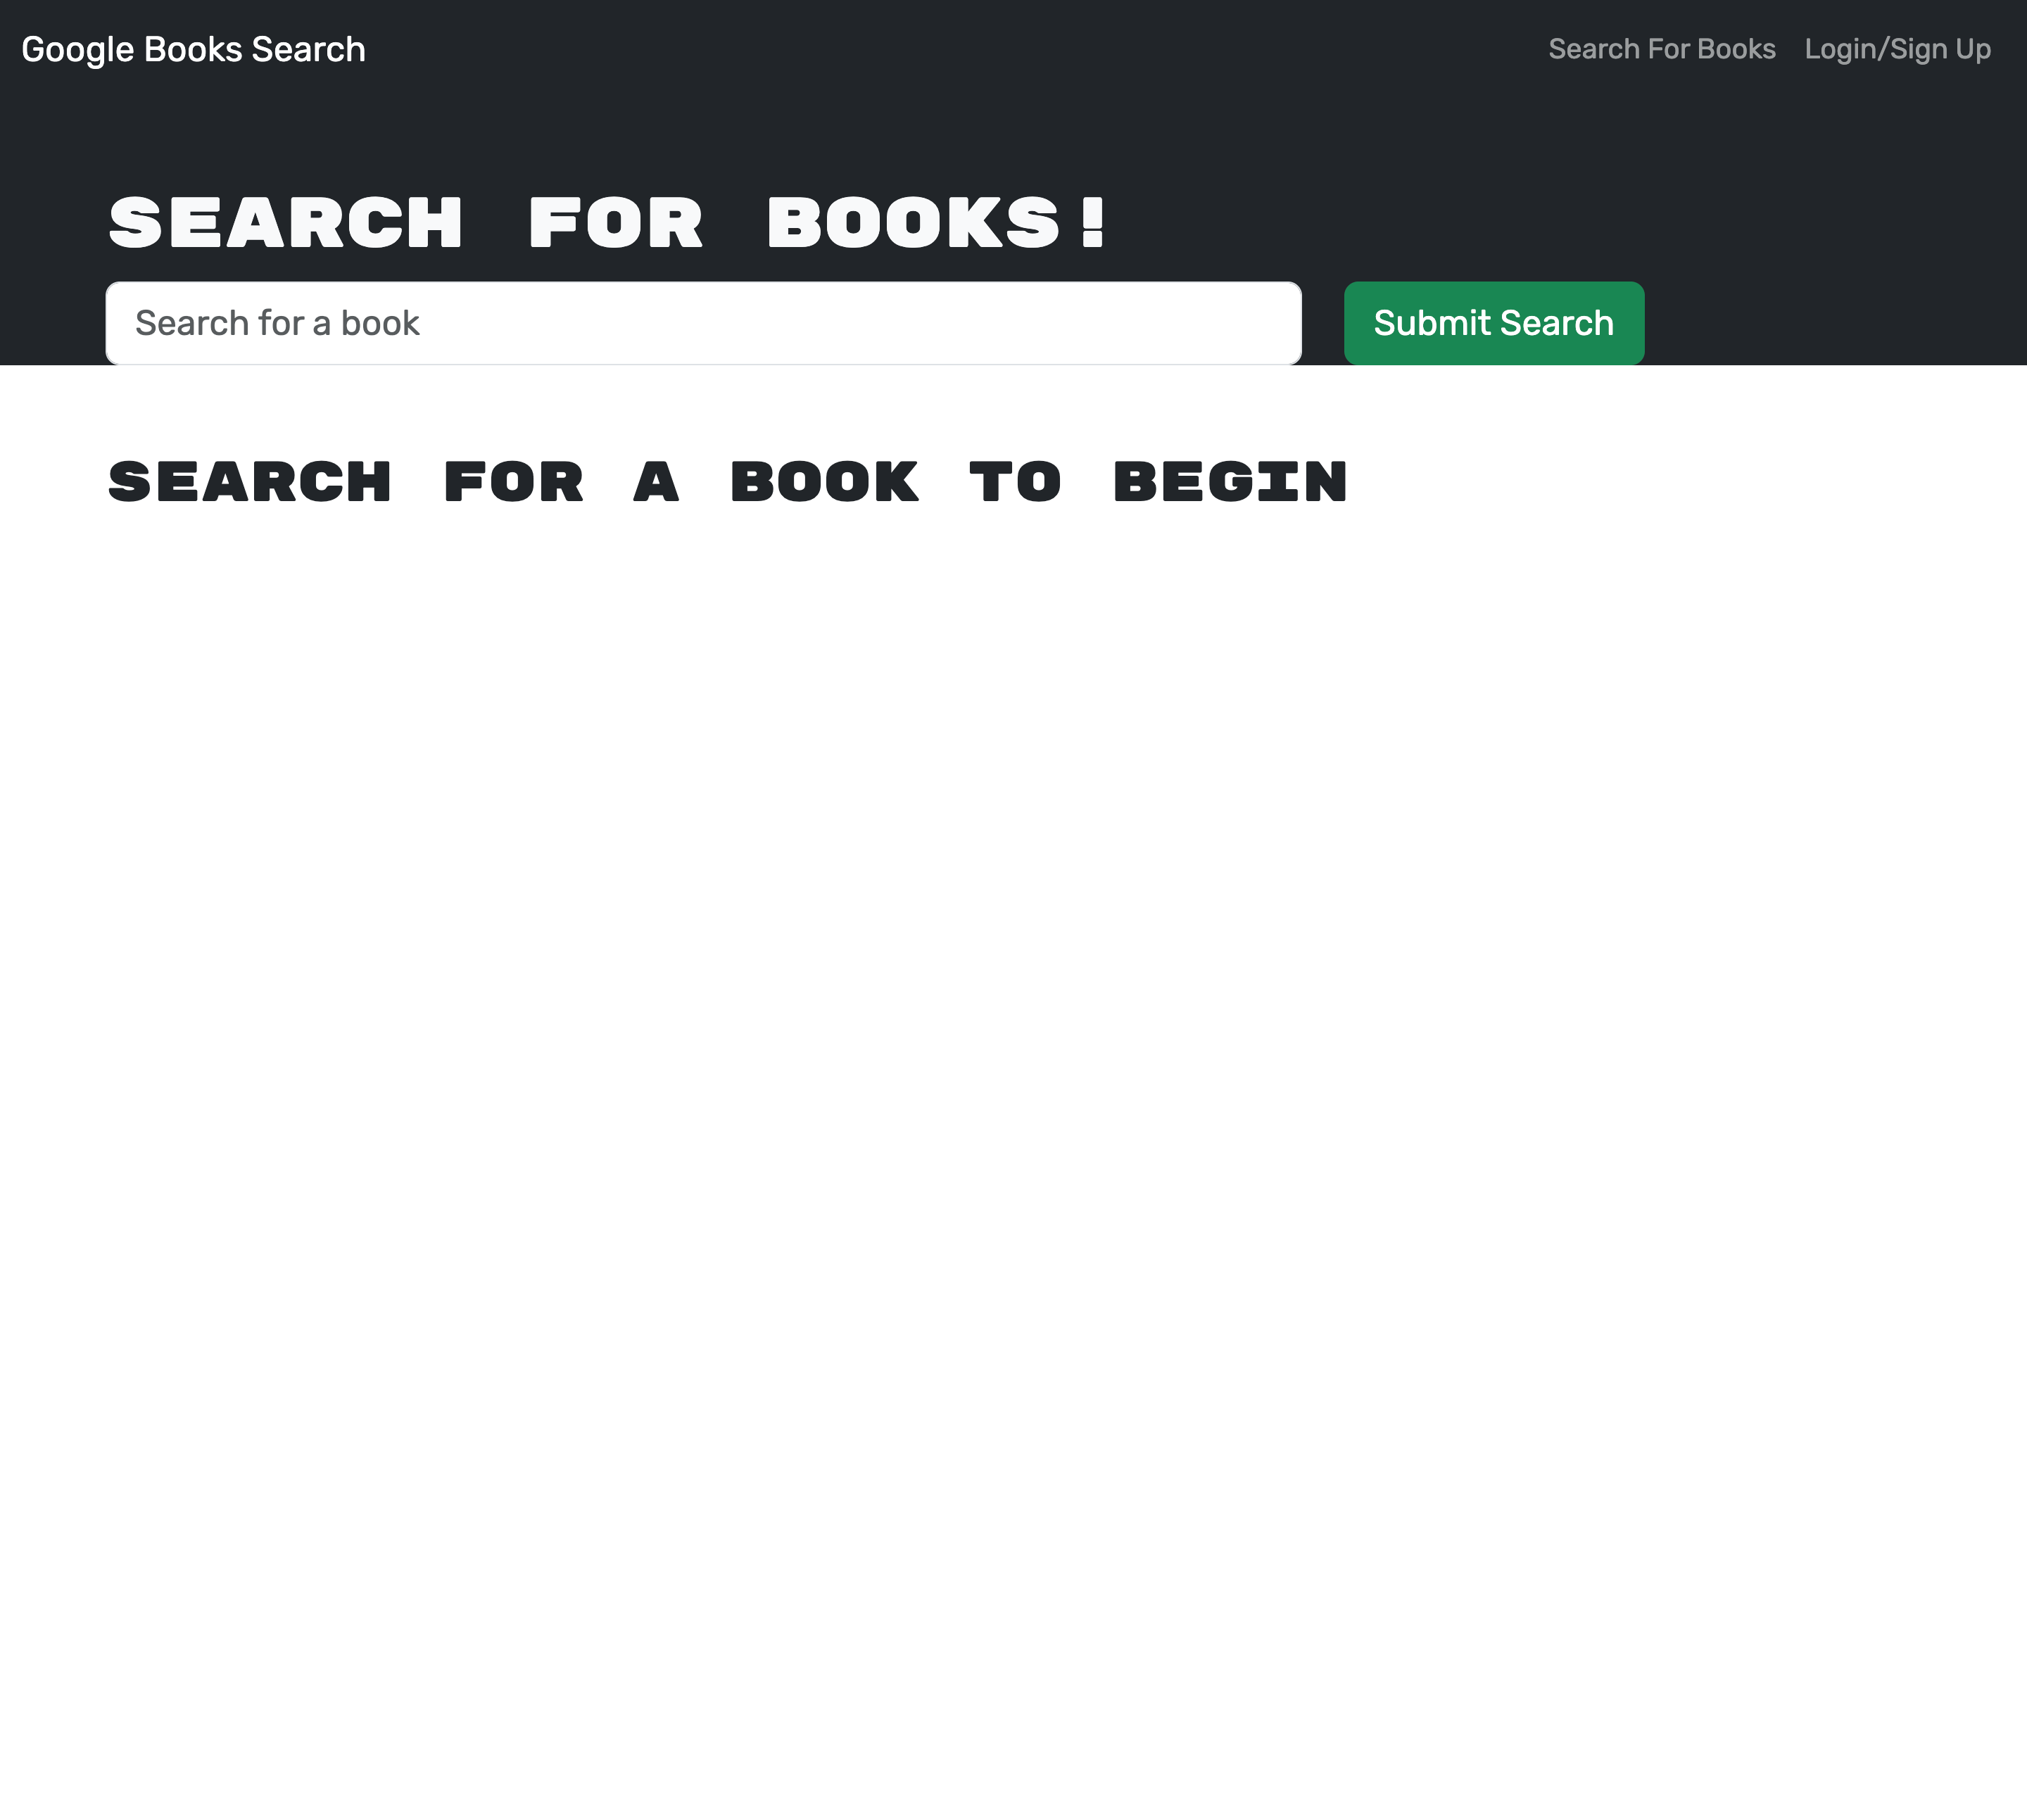 Google Books Search
Search For Books
Login/Sign Up
SEARCH FOR BOOKS!
Search for a book
Submit Search
SEARCH FOR A BOOK TO BEGIN